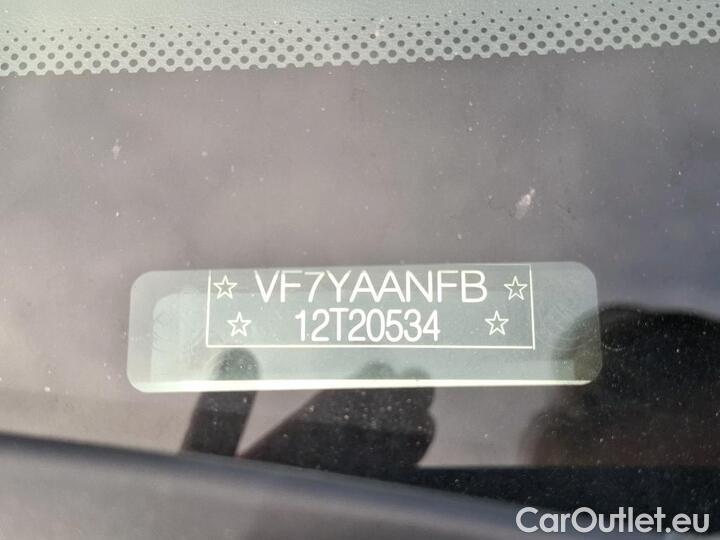 ☆ VF7YAANFB ☆
☆ 12T20534 ☆
CarOutlet.eu